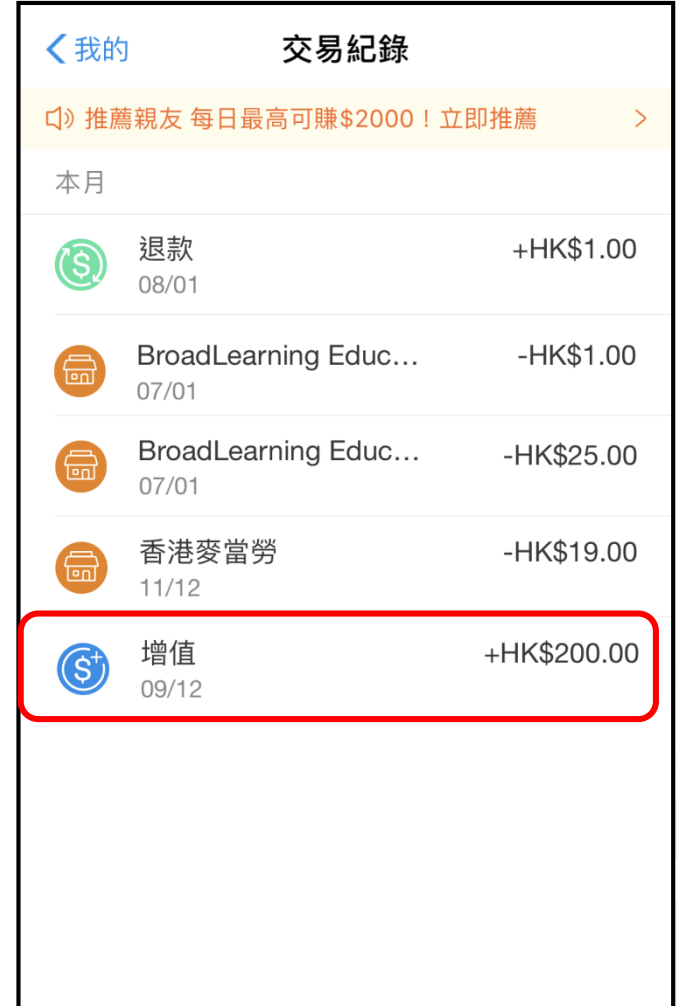 我的
交易紀錄
推薦親友 每日最高可賺$2000！立即推薦
本月
退款 +HK$1.00
08/01
BroadLearning Educ... -HK$1.00
07/01
BroadLearning Educ... -HK$25.00
07/01
香港麥當勞 -HK$19.00
11/12
增值 +HK$200.00
09/12